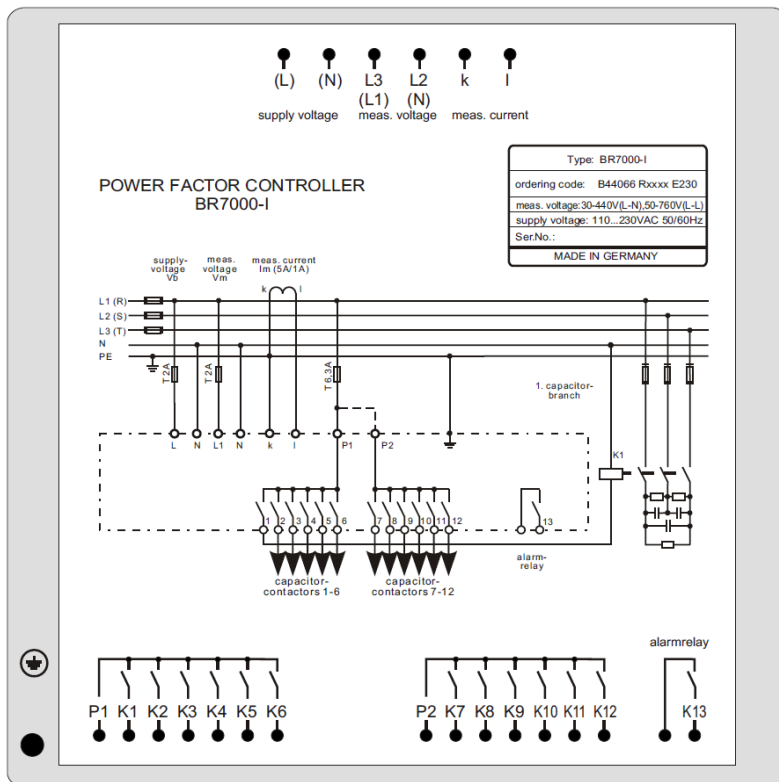 (L) (N) L3 L2 k l
(L1) (N)
supply voltage meas. voltage meas. current
POWER FACTOR CONTROLLER
BR7000-I
Type: BR7000-I
ordering code: B44066 Rxxxx E230
meas. voltage:30-440V(L-N),50-760V(L-L)
supply voltage: 110...230VAC 50/60Hz
Ser.No.:
MADE IN GERMANY
supply-
voltage
Vb
meas.
voltage
Vm
meas. current
Im (5A/1A)
k l
L1 (R)
L2 (S)
L3 (T)
N
PE
T 2A
T 2A
T 6,3A
1. capacitor-
branch
L N L1 N k l P1 P2
K1
1 2 3 4 5 6 7 8 9 10 11 12 13
capacitor-
contactors 1-6
capacitor-
contactors 7-12
alarm-
relay
alarmrelay
P1 K1 K2 K3 K4 K5 K6 P2 K7 K8 K9 K10 K11 K12 K13